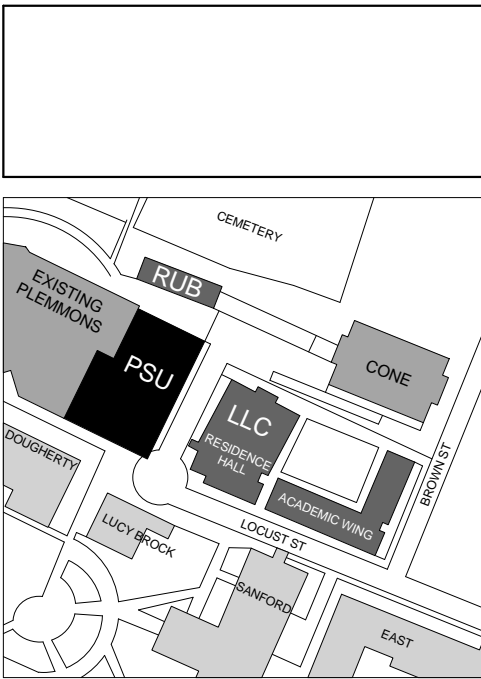 CEMETERY
RUB
EXISTING
PLEMMONS
PSU
CONE
LLC
RESIDENCE
HALL
DOUGHERTY
ACADEMIC WING
BROWN ST
LUCY BROCK
LOCUST ST
SANFORD
EAST